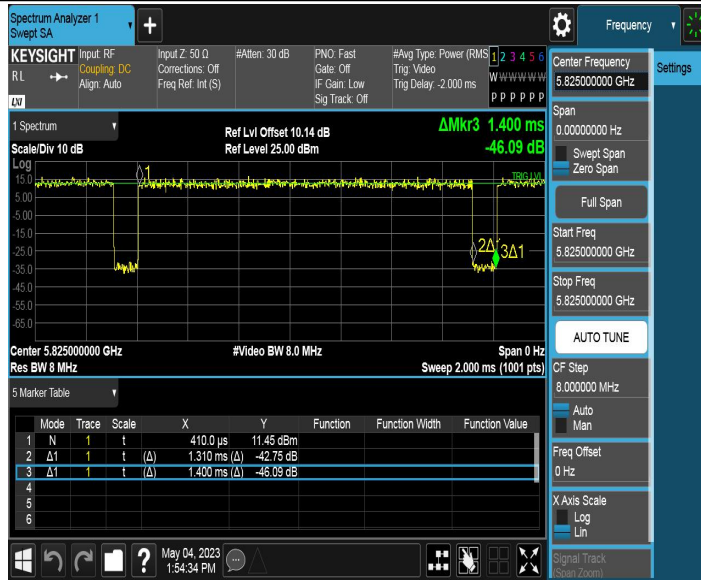 Spectrum Analyzer 1
Swept SA
Frequency
KEYSIGHT
RL
LXI
Input: RF
Coupling: DC
Align: Auto
Input Z: 50 Ω
Corrections: Off
Freq Ref: Int (S)
#Atten: 30 dB
PNO: Fast
Gate: Off
IF Gain: Low
Sig Track: Off
#Avg Type: Power (RMS
Trig: Video
Trig Delay: -2.000 ms
1 2 3 4 5 6
W W W W W W
P P P P P P
1 Spectrum
Scale/Div 10 dB
Ref Lvl Offset 10.14 dB
Ref Level 25.00 dBm
ΔMkr3 1.400 ms
-46.09 dB
Log
15.0
5.00
-5.00
-15.0
-25.0
-35.0
-45.0
-55.0
-65.0
1
TRIG LVL
2Δ
3Δ1
Center 5.825000000 GHz
Res BW 8 MHz
#Video BW 8.0 MHz
Span 0 Hz
Sweep 2.000 ms (1001 pts)
5 Marker Table
Mode Trace Scale X Y Function Function Width Function Value
1 N 1 t 410.0 µs 11.45 dBm
2 Δ1 1 t (Δ) 1.310 ms (Δ) -42.75 dB
3 Δ1 1 t (Δ) 1.400 ms (Δ) -46.09 dB
4
5
6
May 04, 2023
1:54:34 PM
Settings
Center Frequency
5.825000000 GHz
Span
0.00000000 Hz
Swept Span
Zero Span
Full Span
Start Freq
5.825000000 GHz
Stop Freq
5.825000000 GHz
AUTO TUNE
CF Step
8.000000 MHz
Auto
Man
Freq Offset
0 Hz
X Axis Scale
Log
Lin
Signal Track
(Span Zoom)